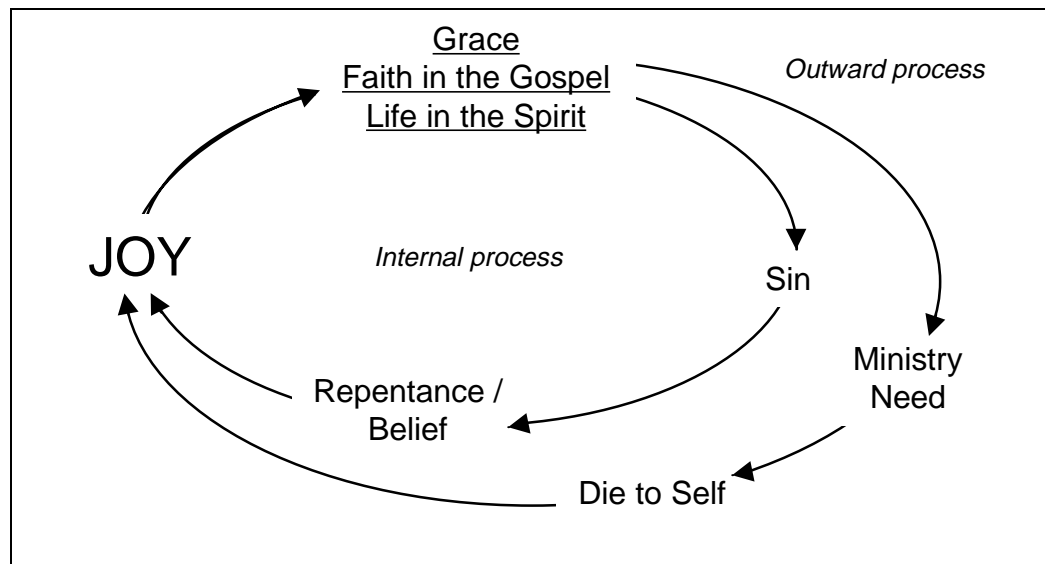 Grace
Faith in the Gospel
Life in the Spirit
Outward process
JOY
Internal process
Sin
Ministry
Need
Repentance /
Belief
Die to Self